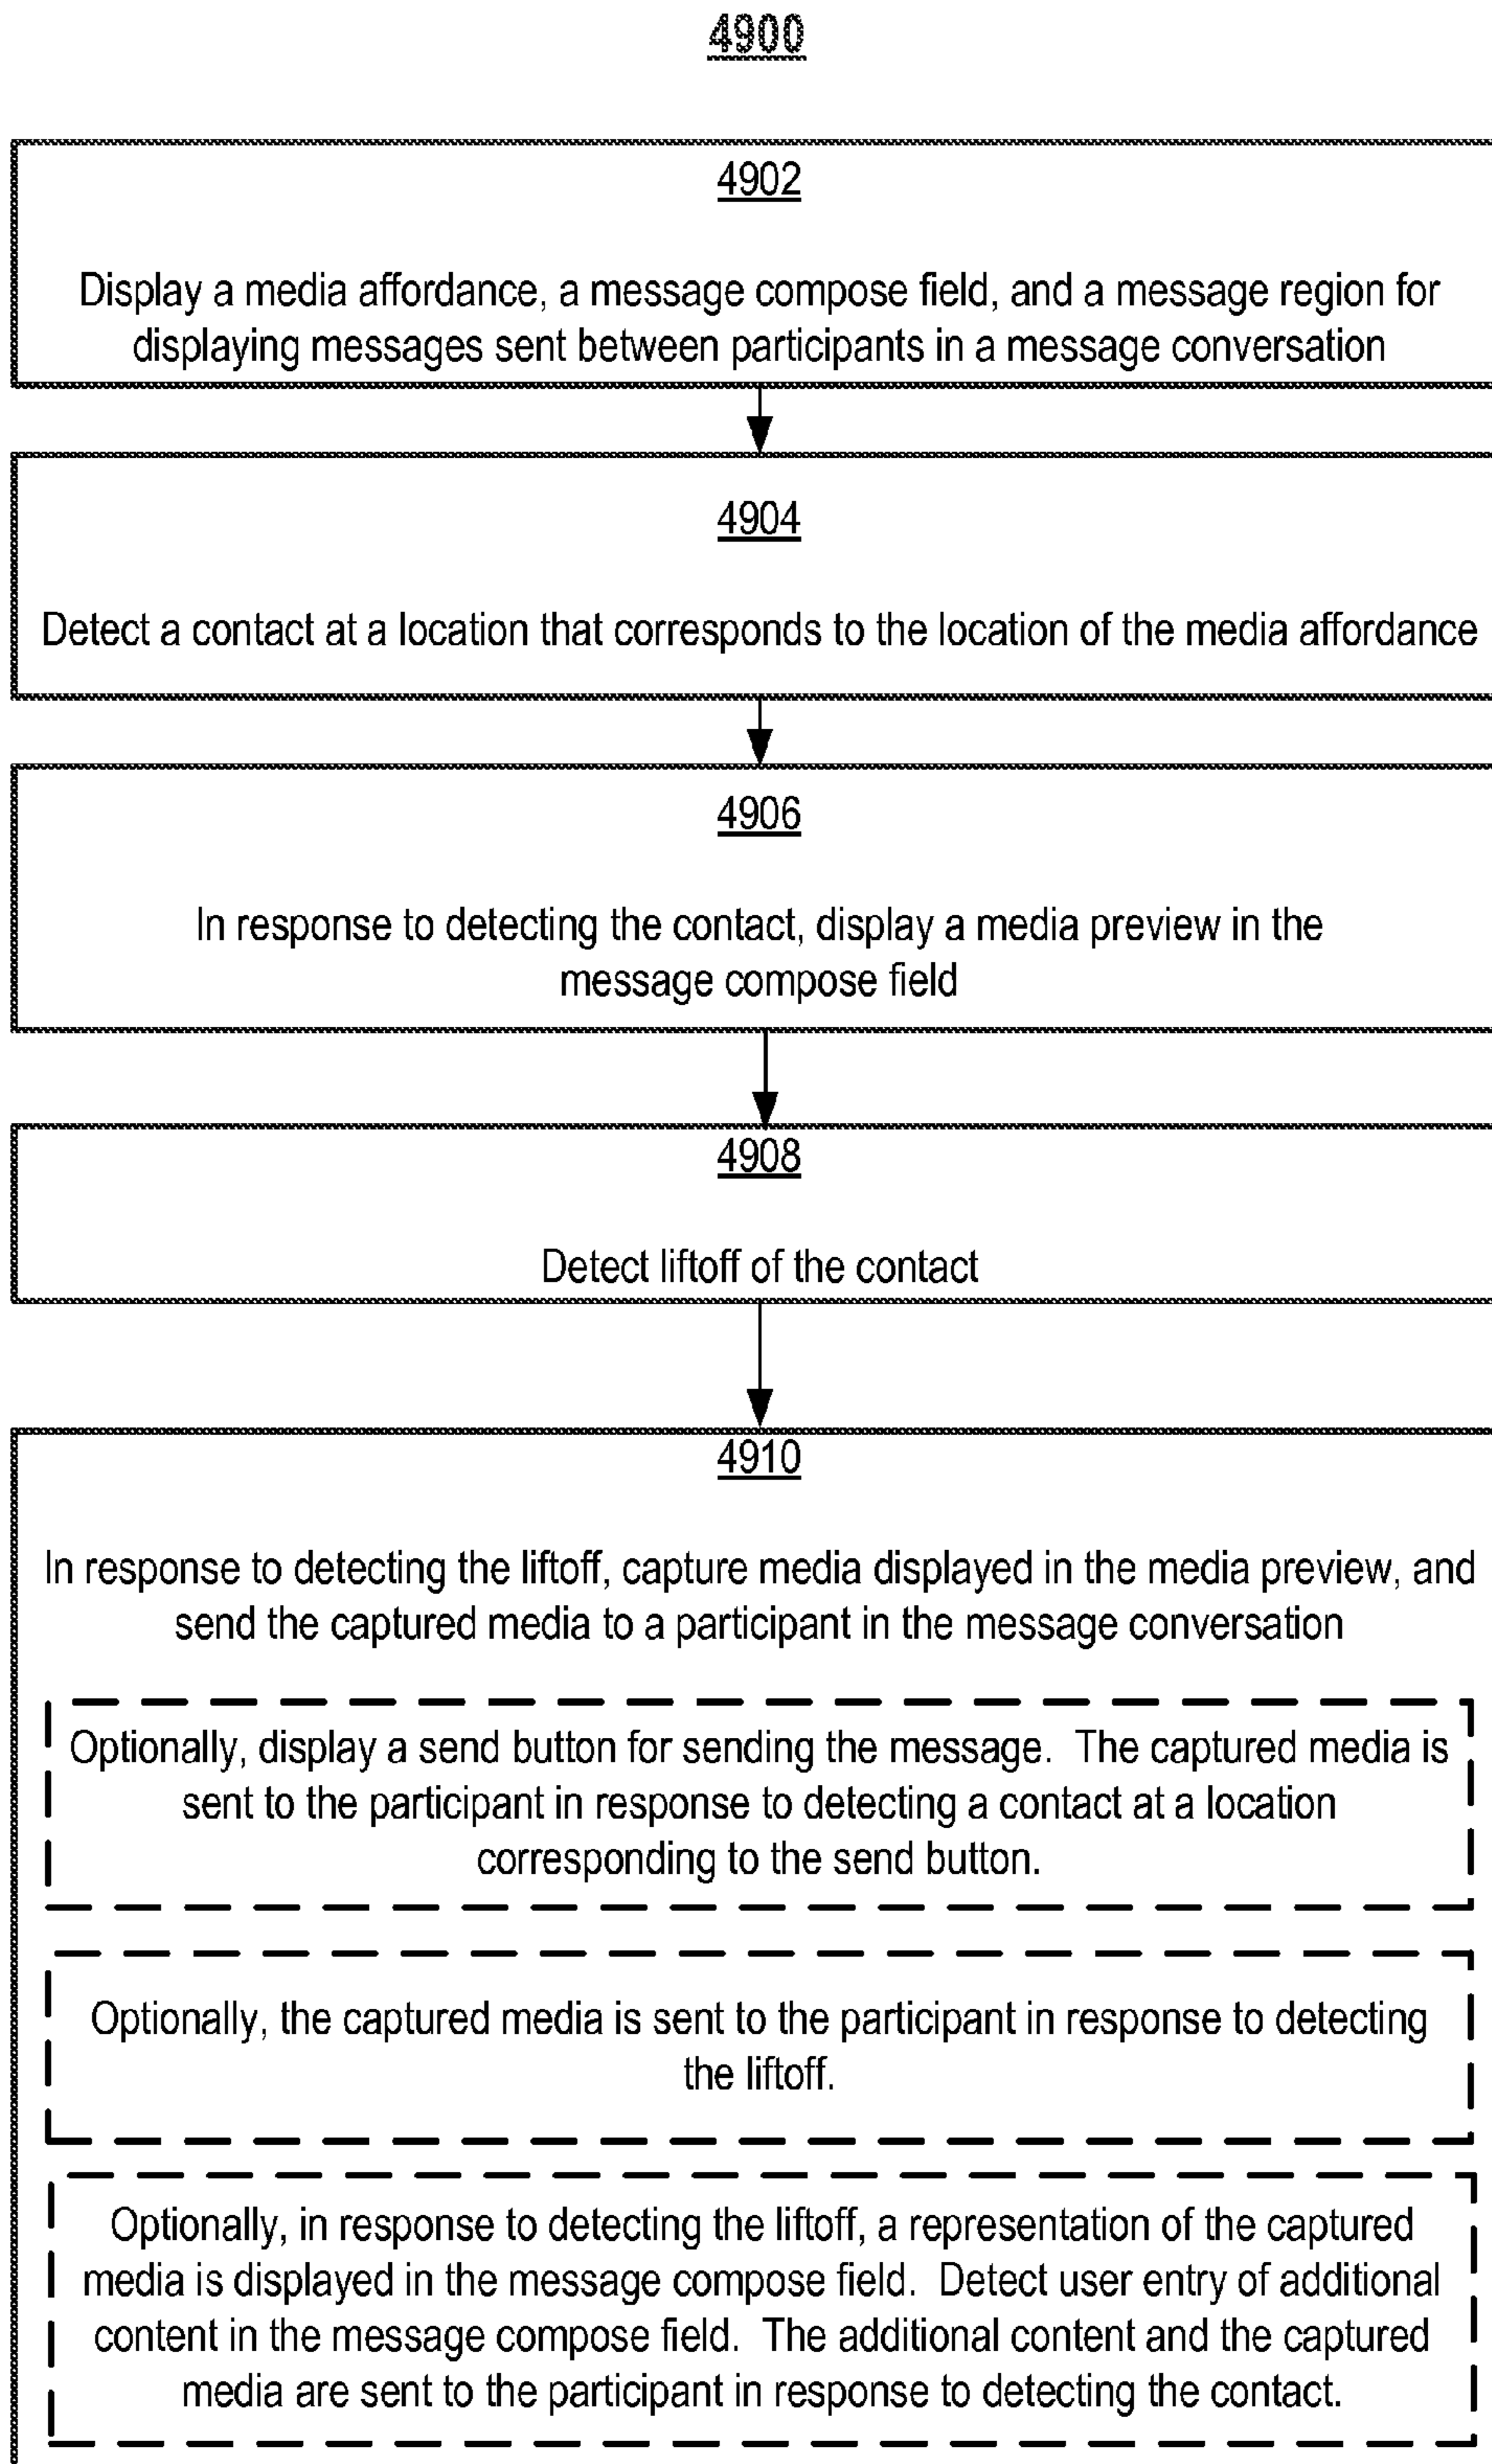 4900
4902
Display a media affordance, a message compose field, and a message region for
displaying messages sent between participants in a message conversation
4904
Detect a contact at a location that corresponds to the location of the media affordance
4906
In response to detecting the contact, display a media preview in the
message compose field
4908
Detect liftoff of the contact
4910
In response to detecting the liftoff, capture media displayed in the media preview, and
send the captured media to a participant in the message conversation
Optionally, display a send button for sending the message. The captured media is
sent to the participant in response to detecting a contact at a location
corresponding to the send button.
Optionally, the captured media is sent to the participant in response to detecting
the liftoff.
Optionally, in response to detecting the liftoff, a representation of the captured
media is displayed in the message compose field. Detect user entry of additional
content in the message compose field. The additional content and the captured
media are sent to the participant in response to detecting the contact.